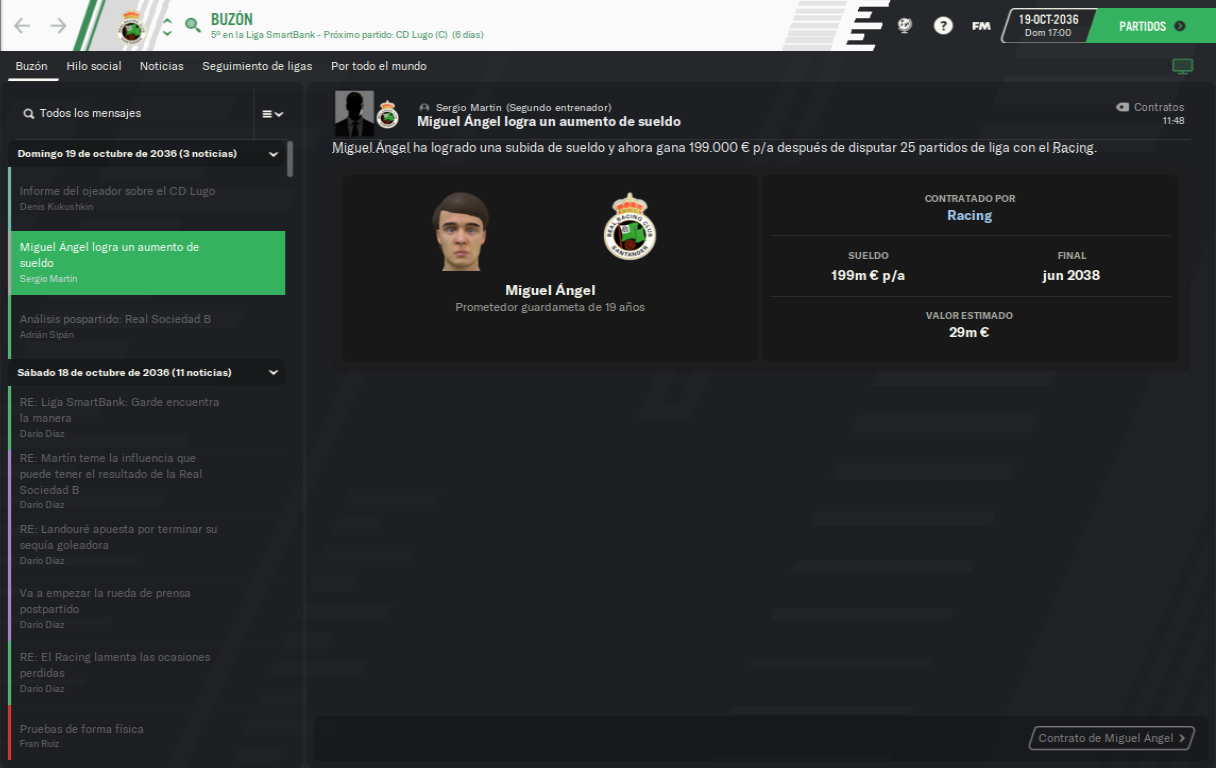 BUZÓN
5º en la Liga SmartBank - Próximo partido: CD Lugo (C) (6 días)
?
FM
19-OCT-2036
Dom 17:00
PARTIDOS
Buzón Hilo social Noticias Seguimiento de ligas Por todo el mundo
Todos los mensajes
Domingo 19 de octubre de 2036 (3 noticias)
Informe del ojeador sobre el CD Lugo
Denis Kukushkin
Miguel Ángel logra un aumento de
sueldo
Sergio Martín
Análisis pospartido: Real Sociedad B
Adrián Sipán
Sábado 18 de octubre de 2036 (11 noticias)
RE: Liga SmartBank: Garde encuentra
la manera
Darío Díaz
RE: Martín teme la influencia que
puede tener el resultado de la Real
Sociedad B
Darío Díaz
RE: Landouré apuesta por terminar su
sequía goleadora
Darío Díaz
Va a empezar la rueda de prensa
postpartido
Darío Díaz
RE: El Racing lamenta las ocasiones
perdidas
Darío Díaz
Pruebas de forma física
Fran Ruiz
Sergio Martín (Segundo entrenador)
Miguel Ángel logra un aumento de sueldo
Contratos
11:48
Miguel Ángel ha logrado una subida de sueldo y ahora gana 199.000 € p/a después de disputar 25 partidos de liga con el Racing.
REAL RACING CLUB
SANTANDER
Miguel Ángel
Prometedor guardameta de 19 años
CONTRATADO POR
Racing
SUELDO FINAL
199m € p/a jun 2038
VALOR ESTIMADO
29m €
Contrato de Miguel Ángel